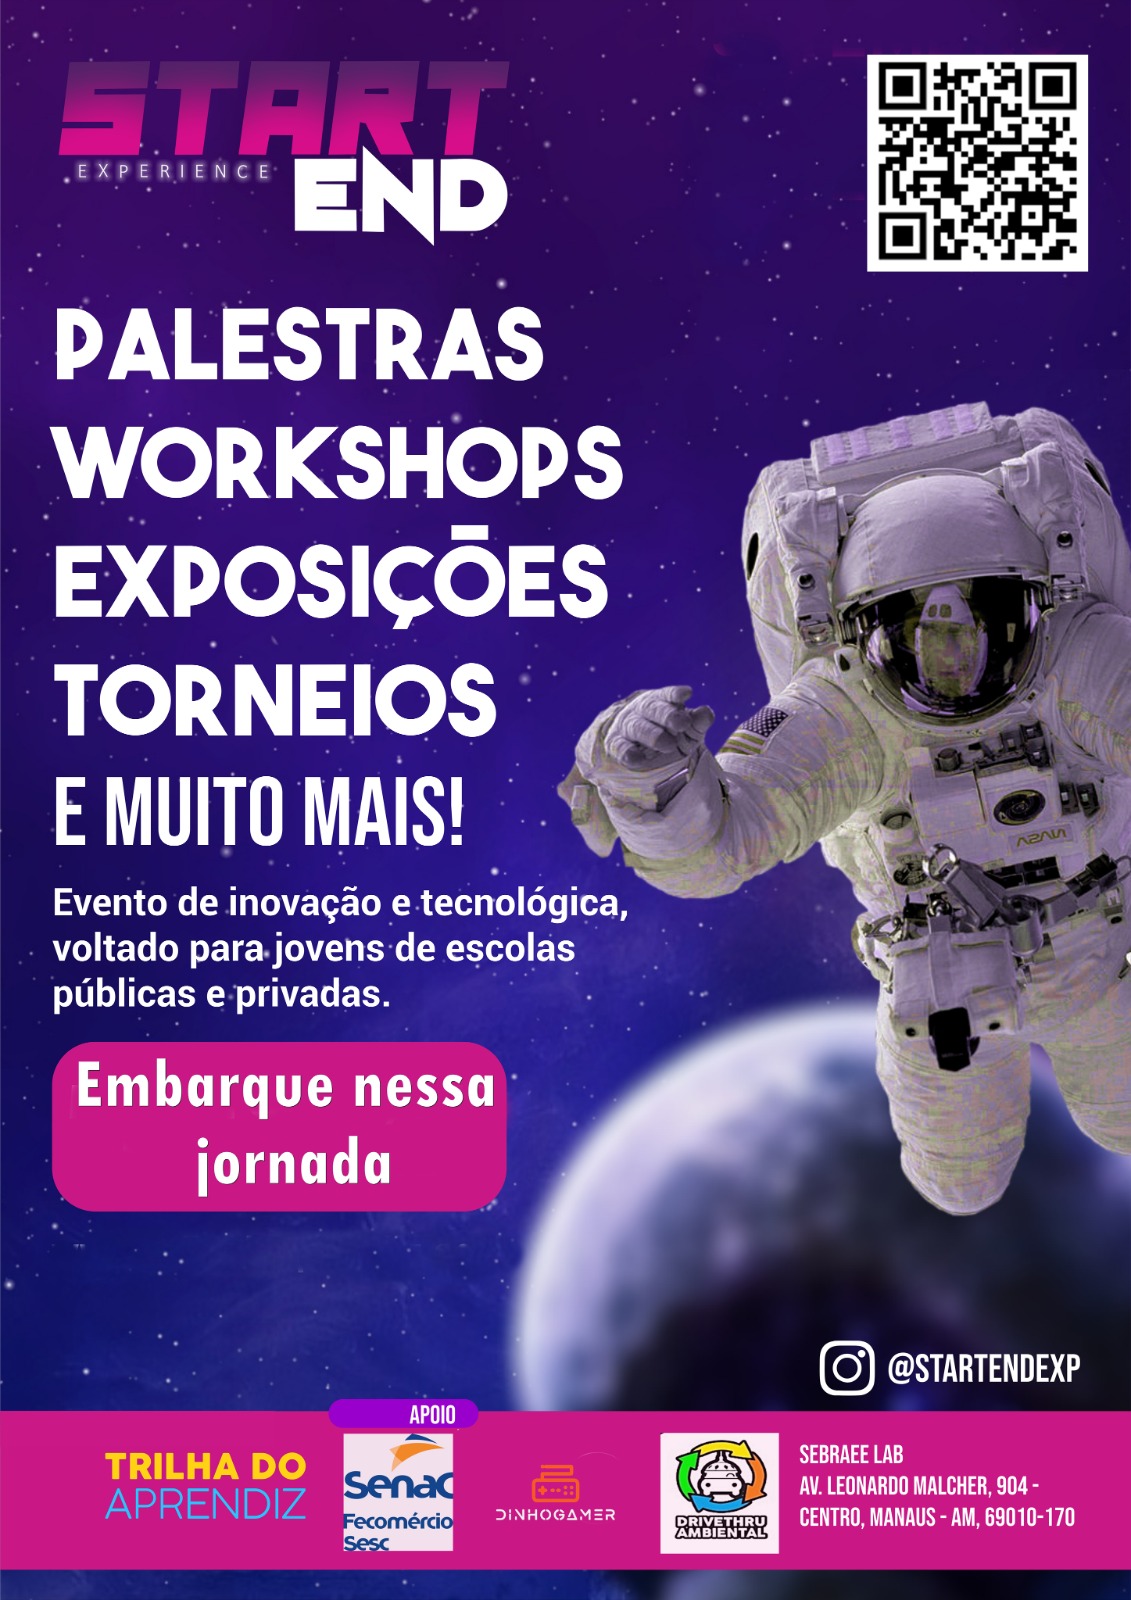 START
EXPERIENCE
END
PALESTRAS
WORKSHOPS
EXPOSIÇÕES
TORNEIOS
E MUITO MAIS!
Evento de inovação e tecnológica,
voltado para jovens de escolas
públicas e privadas.
Embarque nessa
jornada
@STARTENDEXP
APOIO
TRILHA DO
APRENDIZ
Senac
Fecomércio
Sesc
DINHOGAMER
DRIVETHRU
AMBIENTAL
SEBRAEE LAB
AV. LEONARDO MALCHER, 904 -
CENTRO, MANAUS - AM, 69010-170